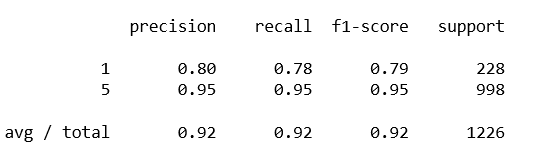 precision recall f1-score support
1 0.80 0.78 0.79 228
5 0.95 0.95 0.95 998
avg / total 0.92 0.92 0.92 1226